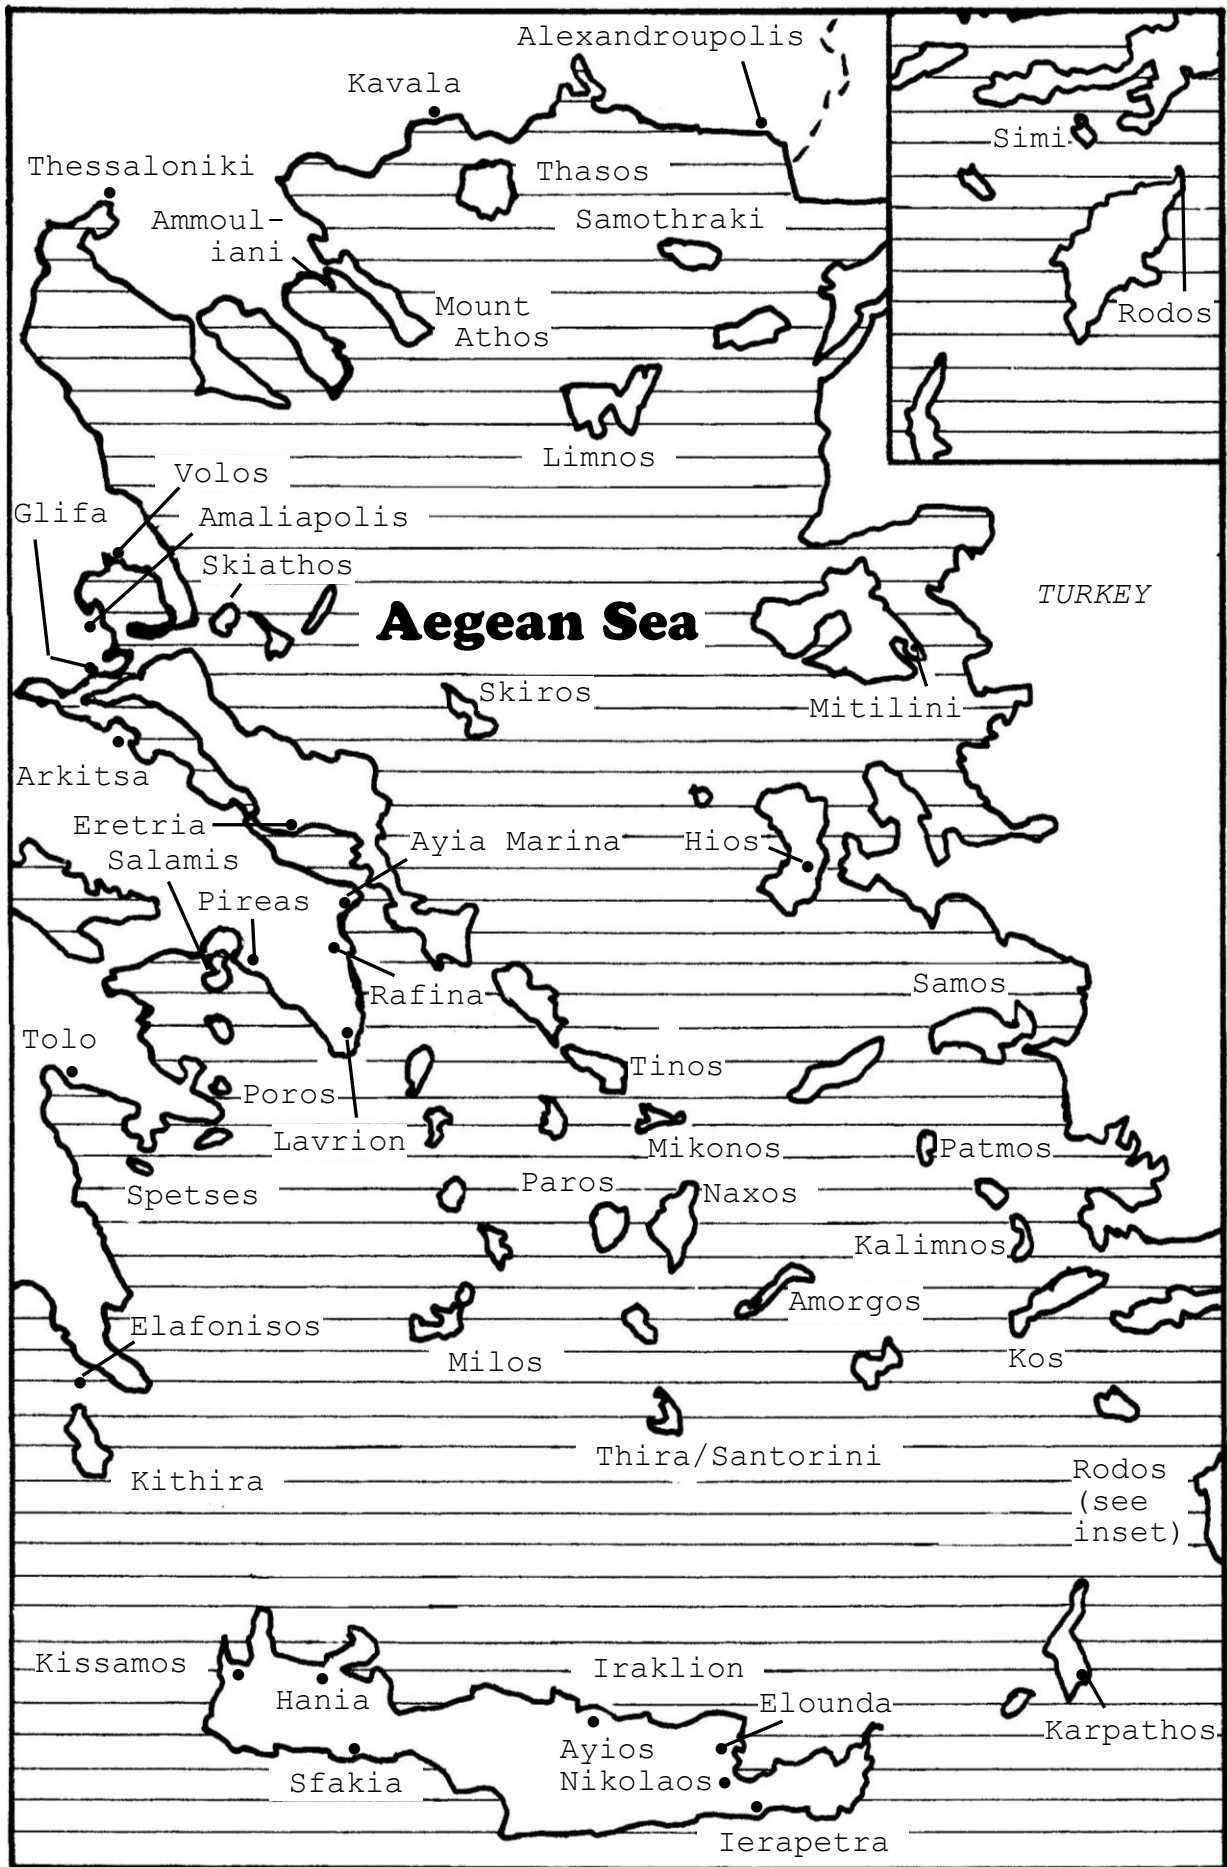 Alexandroupolis
Kavala
Thessaloniki
Thasos
Simi
Samothraki
Ammoul-
iani
Mount
Athos
Rodos
Limnos
Volos
Glifa
Amaliapolis
Skiathos
Aegean Sea
TURKEY
Skiros
Mitilini
Arkitsa
Eretria
Ayia Marina
Hios
Salamis
Pireas
Rafina
Samos
Tolo
Tinos
Poros
Lavrion
Mikonos
Patmos
Spetses
Paros
Naxos
Kalimnos
Amorgos
Elafonisos
Milos
Kos
Thira/Santorini
Kithira
Rodos
(see
inset)
Kissamos
Iraklion
Hania
Elounda
Karpathos
Ayios
Nikolaos
Sfakia
Ierapetra